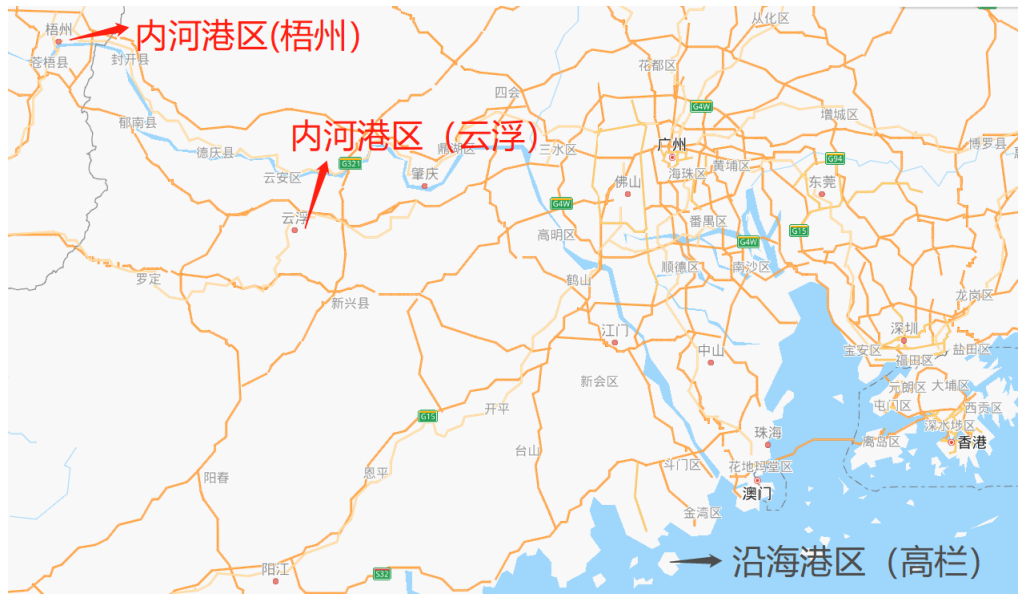 从化区
梧州
内河港区(梧州）
苍梧县
封开县
花都区
四会
G4W
增城区
郁南县
内河港区（云浮）
广州
博罗县
德庆县
G321
鼎湖区
三水区
黄埔区
G94
云安区
肇庆
佛山
海珠区
东莞
G4W
云浮
高明区
番禺区
G4W
G15
罗定
鹤山
顺德区
南沙区
新兴县
龙岗区
江门
深圳
中山
宝安区
盐田区
福田区
新会区
元朗区
大埔区
开平
屯门区
西贡区
G15
深水埗区
珠海
离岛区
香港
台山
斗门区
花地玛堂区
恩平
阳春
澳门
金湾区
沿海港区（高栏）
阳江
S32